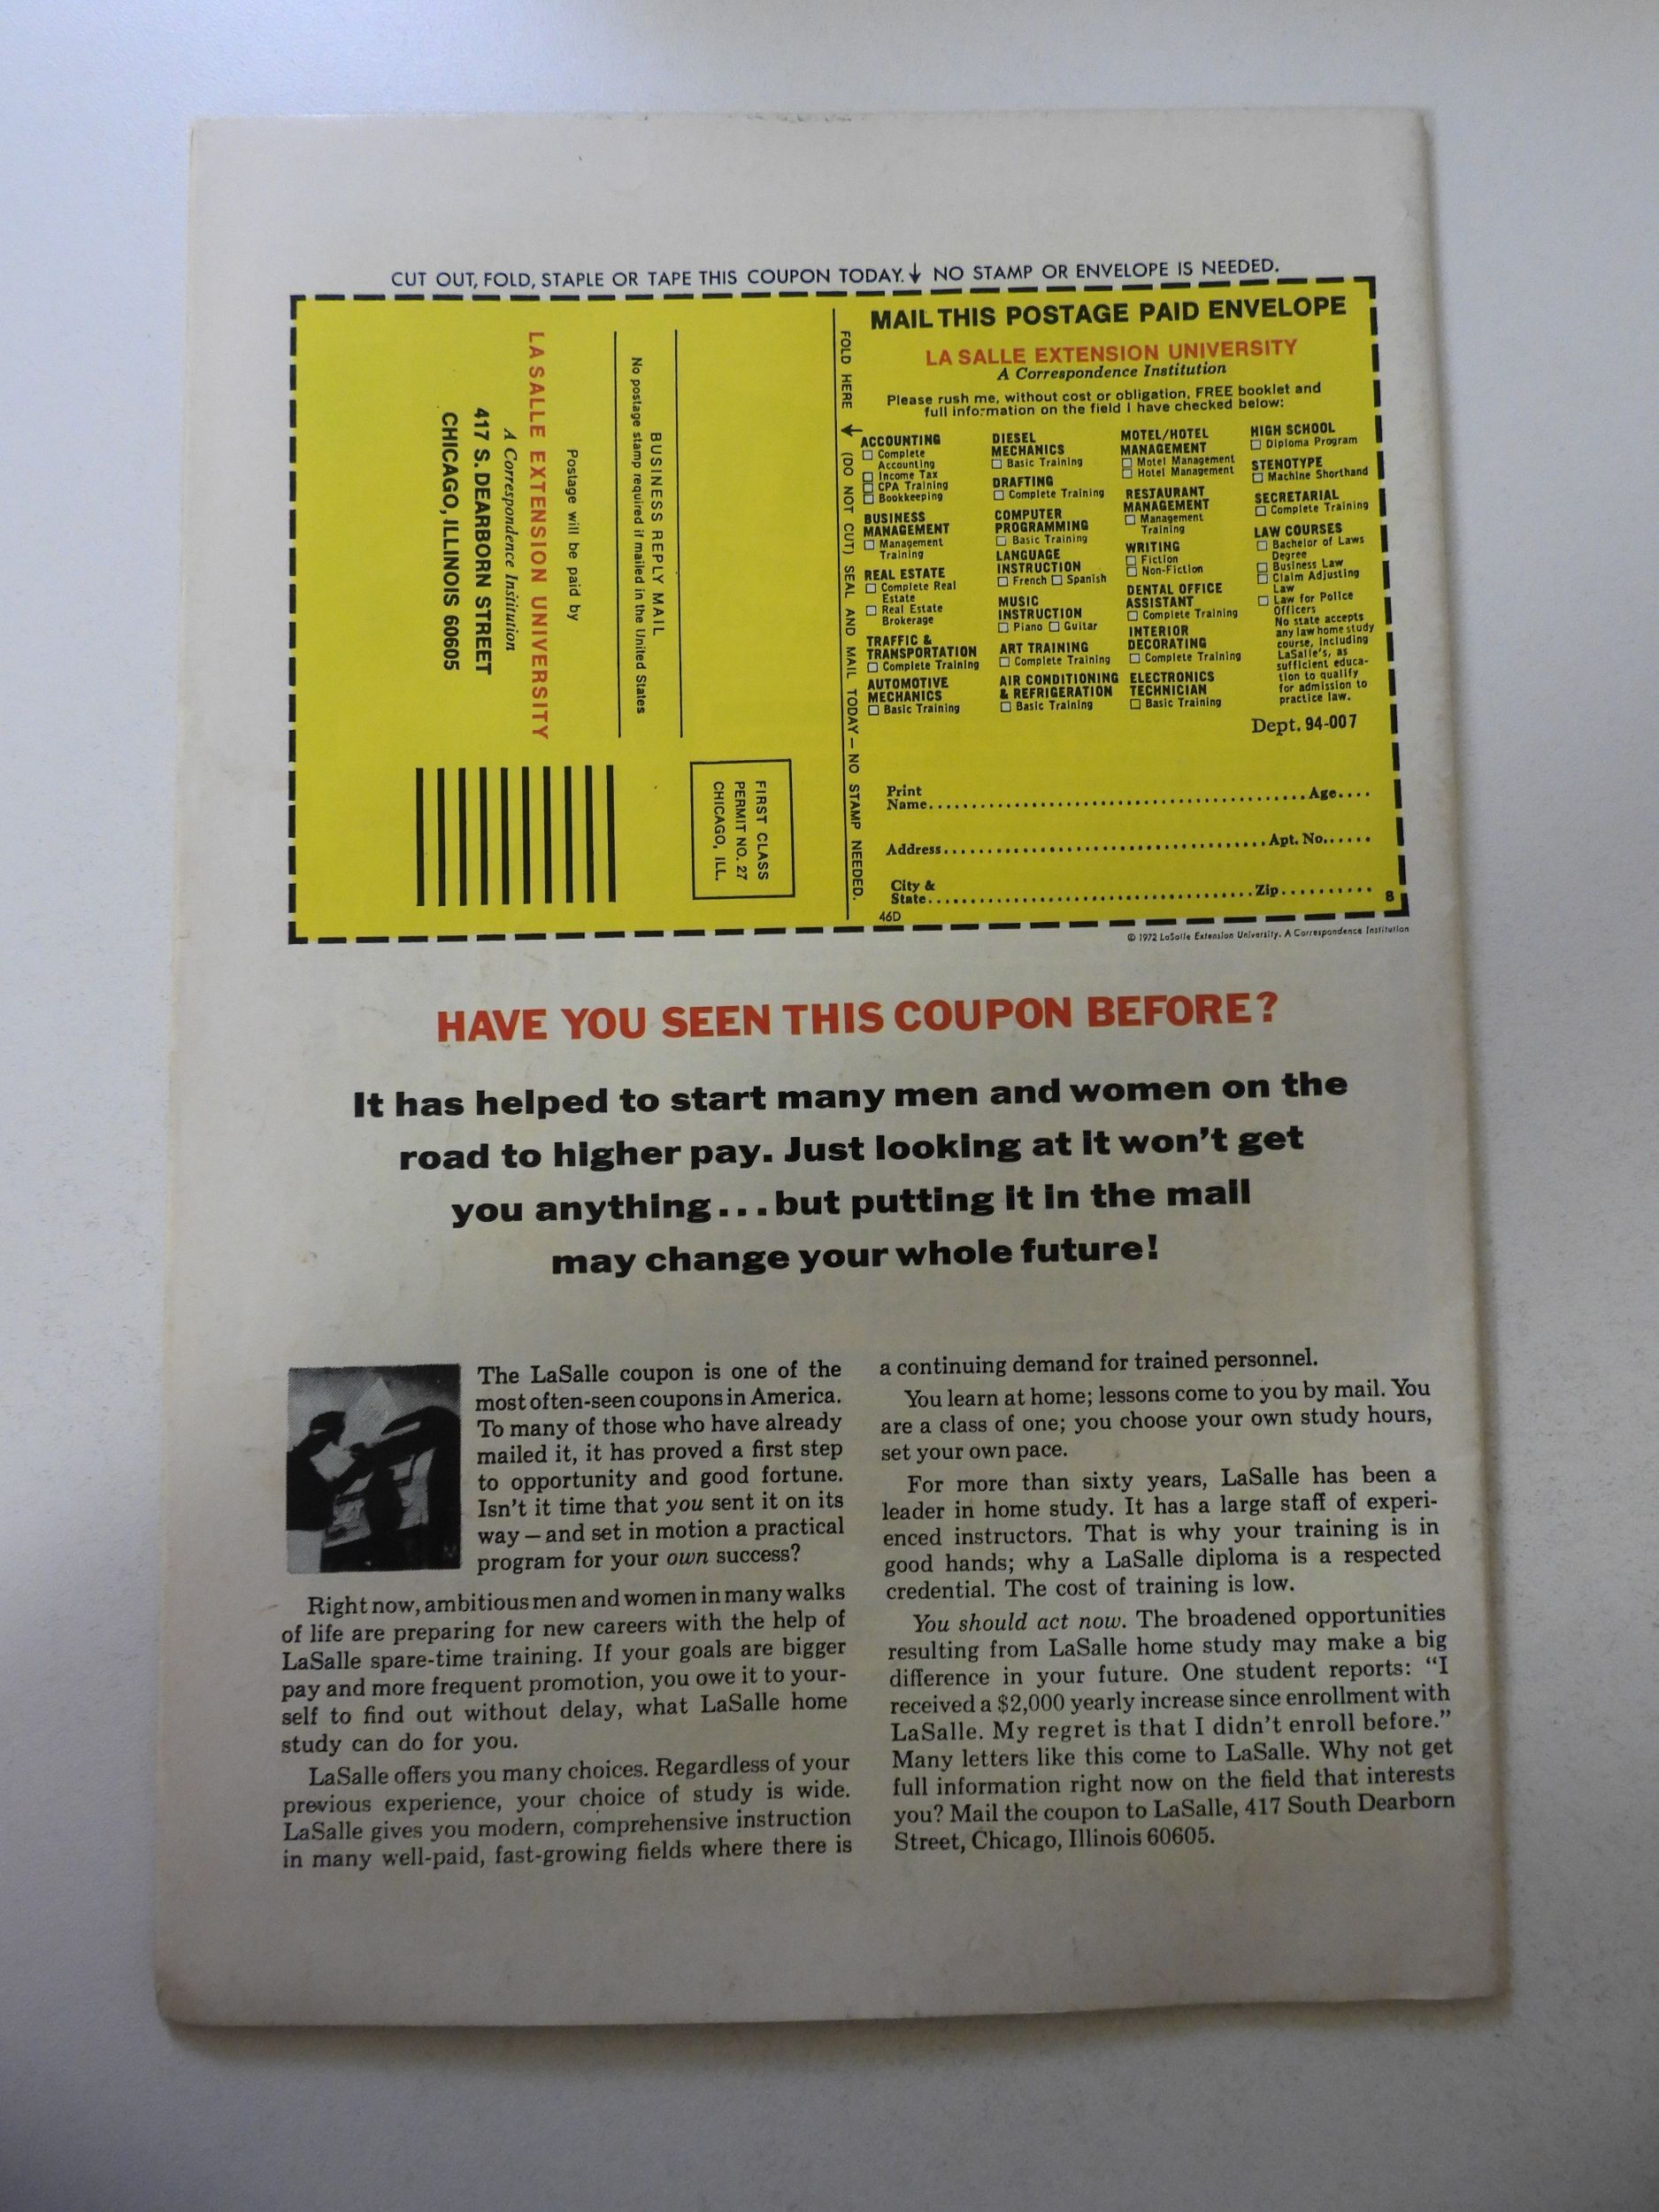 CUT OUT, FOLD, STAPLE OR TAPE THIS COUPON TODAY.↓ NO STAMP OR ENVELOPE IS NEEDED.
BUSINESS REPLY MAIL
No postage stamp required if mailed in the United States
Postage will be paid by
LA SALLE EXTENSION UNIVERSITY
A Correspondence Institution
417 S. DEARBORN STREET
CHICAGO, ILLINOIS 60605
FIRST CLASS
PERMIT NO. 27
CHICAGO, ILL.
FOLD HERE ↓ (DO NOT CUT) SEAL AND MAIL TODAY — NO STAMP NEEDED.
MAIL THIS POSTAGE PAID ENVELOPE
LA SALLE EXTENSION UNIVERSITY
A Correspondence Institution
Please rush me, without cost or obligation, FREE booklet and
full information on the field I have checked below:
ACCOUNTING
☐ Complete
Accounting
☐ Income Tax
☐ CPA Training
☐ Bookkeeping
BUSINESS
MANAGEMENT
☐ Management
Training
REAL ESTATE
☐ Complete Real
Estate
☐ Real Estate
Brokerage
TRAFFIC &
TRANSPORTATION
☐ Complete Training
AUTOMOTIVE
MECHANICS
☐ Basic Training
DIESEL
MECHANICS
☐ Basic Training
DRAFTING
☐ Complete Training
COMPUTER
PROGRAMMING
☐ Basic Training
LANGUAGE
INSTRUCTION
☐ French ☐ Spanish
MUSIC
INSTRUCTION
☐ Piano ☐ Guitar
ART TRAINING
☐ Complete Training
AIR CONDITIONING
& REFRIGERATION
☐ Basic Training
MOTEL/HOTEL
MANAGEMENT
☐ Motel Management
☐ Hotel Management
RESTAURANT
MANAGEMENT
☐ Management
Training
WRITING
☐ Fiction
☐ Non-Fiction
DENTAL OFFICE
ASSISTANT
☐ Complete Training
INTERIOR
DECORATING
☐ Complete Training
ELECTRONICS
TECHNICIAN
☐ Basic Training
HIGH SCHOOL
☐ Diploma Program
STENOTYPE
☐ Machine Shorthand
SECRETARIAL
☐ Complete Training
LAW COURSES
☐ Bachelor of Laws
Degree
☐ Business Law
☐ Claim Adjusting
Law
☐ Law for Police
Officers
No state accepts
any law home study
course, including
LaSalle's, as
sufficient educa-
tion to qualify
for admission to
practice law.
Dept. 94-007
Print
Name.......... Age....
Address.......... Apt. No......
City &
State.......... Zip..........
46D
8
© 1972 LaSalle Extension University. A Correspondence Institution
HAVE YOU SEEN THIS COUPON BEFORE?
It has helped to start many men and women on the
road to higher pay. Just looking at it won't get
you anything...but putting it in the mail
may change your whole future!
The LaSalle coupon is one of the
most often-seen coupons in America.
To many of those who have already
mailed it, it has proved a first step
to opportunity and good fortune.
Isn't it time that you sent it on its
way — and set in motion a practical
program for your own success?
Right now, ambitious men and women in many walks
of life are preparing for new careers with the help of
LaSalle spare-time training. If your goals are bigger
pay and more frequent promotion, you owe it to your-
self to find out without delay, what LaSalle home
study can do for you.
LaSalle offers you many choices. Regardless of your
previous experience, your choice of study is wide.
LaSalle gives you modern, comprehensive instruction
in many well-paid, fast-growing fields where there is
a continuing demand for trained personnel.
You learn at home; lessons come to you by mail. You
are a class of one; you choose your own study hours,
set your own pace.
For more than sixty years, LaSalle has been a
leader in home study. It has a large staff of experi-
enced instructors. That is why your training is in
good hands; why a LaSalle diploma is a respected
credential. The cost of training is low.
You should act now. The broadened opportunities
resulting from LaSalle home study may make a big
difference in your future. One student reports: "I
received a $2,000 yearly increase since enrollment with
LaSalle. My regret is that I didn't enroll before."
Many letters like this come to LaSalle. Why not get
full information right now on the field that interests
you? Mail the coupon to LaSalle, 417 South Dearborn
Street, Chicago, Illinois 60605.